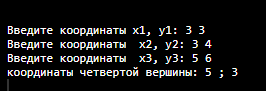 Введите координаты x1, y1: 3 3
Введите координаты  x2, y2: 3 4
Введите координаты  x3, y3: 5 6
координаты четвертой вершины: 5 ; 3